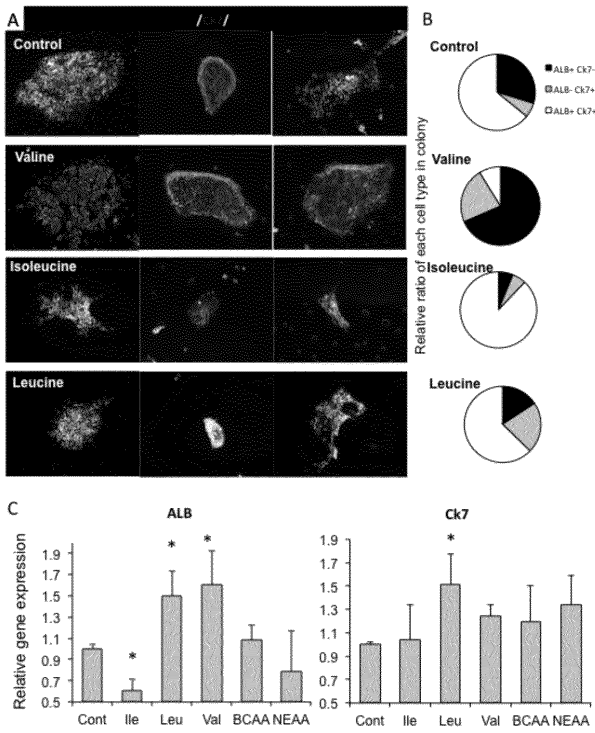 A
/Ck7/
Control
Valine
Isoleucine
Leucine
B
Relative ratio of each cell type in colony
Control
ALB+ Ck7-
ALB- Ck7+
ALB+ Ck7+
Valine
Isoleucine
Leucine
C
ALB
Relative gene expression
1.9
1.7
1.5
1.3
1.1
0.9
0.7
0.5
*
*
*
Cont Ile Leu Val BCAA NEAA
Ck7
1.9
1.7
1.5
1.3
1.1
0.9
0.7
0.5
*
Cont Ile Leu Val BCAA NEAA